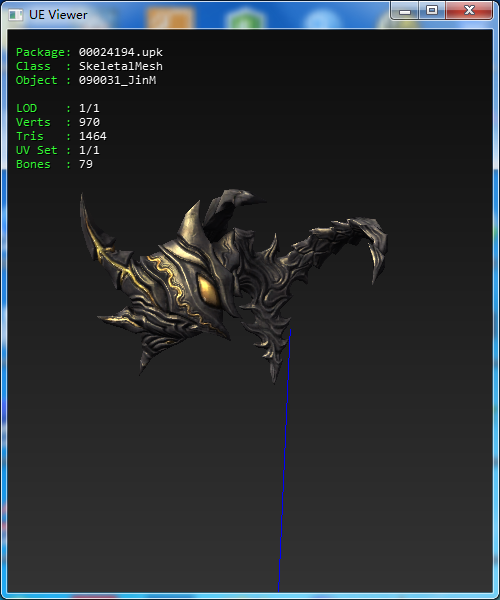 UE Viewer
Package: 00024194.upk
Class : SkeletalMesh
Object : 090031_JinM
LOD : 1/1
Verts : 970
Tris : 1464
UV Set : 1/1
Bones : 79